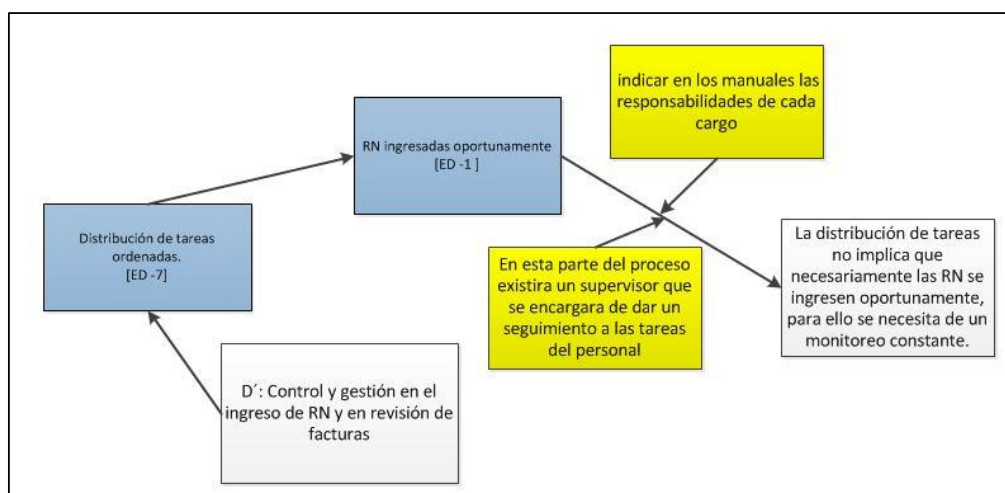 indicar en los manuales las
responsabilidades de cada
cargo
RN ingresadas oportunamente
[ED -1 ]
Distribución de tareas
ordenadas.
[ED -7]
En esta parte del proceso
existira un supervisor que
se encargara de dar un
seguimiento a las tareas
del personal
La distribución de tareas
no implica que
necesariamente las RN se
ingresen oportunamente,
para ello se necesita de un
monitoreo constante.
D´: Control y gestión en el
ingreso de RN y en revisión de
facturas